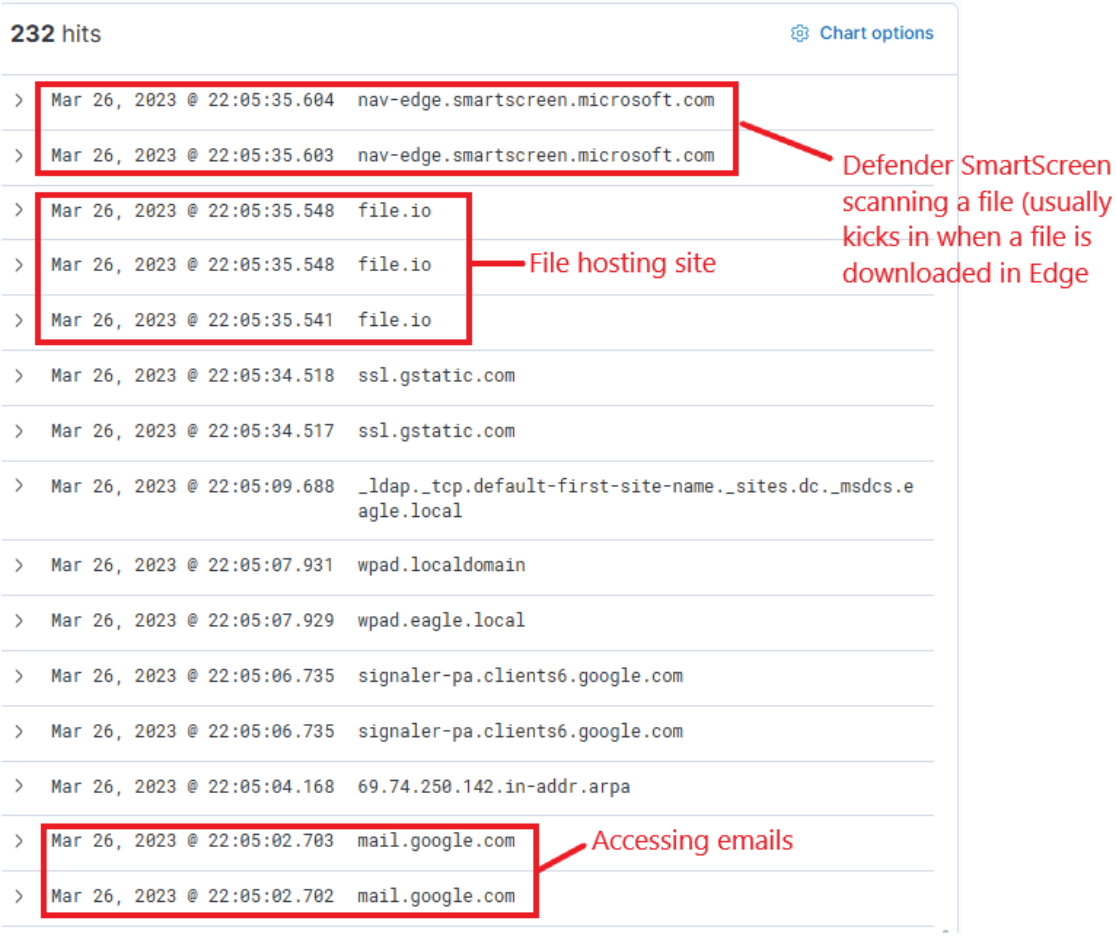 232 hits
Chart options
Mar 26, 2023 @ 22:05:35.604 nav-edge.smartscreen.microsoft.com
Mar 26, 2023 @ 22:05:35.603 nav-edge.smartscreen.microsoft.com
Defender SmartScreen
scanning a file (usually
kicks in when a file is
downloaded in Edge
Mar 26, 2023 @ 22:05:35.548 file.io
Mar 26, 2023 @ 22:05:35.548 file.io
File hosting site
Mar 26, 2023 @ 22:05:35.541 file.io
Mar 26, 2023 @ 22:05:34.518 ssl.gstatic.com
Mar 26, 2023 @ 22:05:34.517 ssl.gstatic.com
Mar 26, 2023 @ 22:05:09.688 _ldap._tcp.default-first-site-name._sites.dc._msdcs.e
agle.local
Mar 26, 2023 @ 22:05:07.931 wpad.localdomain
Mar 26, 2023 @ 22:05:07.929 wpad.eagle.local
Mar 26, 2023 @ 22:05:06.735 signaler-pa.clients6.google.com
Mar 26, 2023 @ 22:05:06.735 signaler-pa.clients6.google.com
Mar 26, 2023 @ 22:05:04.168 69.74.250.142.in-addr.arpa
Mar 26, 2023 @ 22:05:02.703 mail.google.com
Accessing emails
Mar 26, 2023 @ 22:05:02.702 mail.google.com